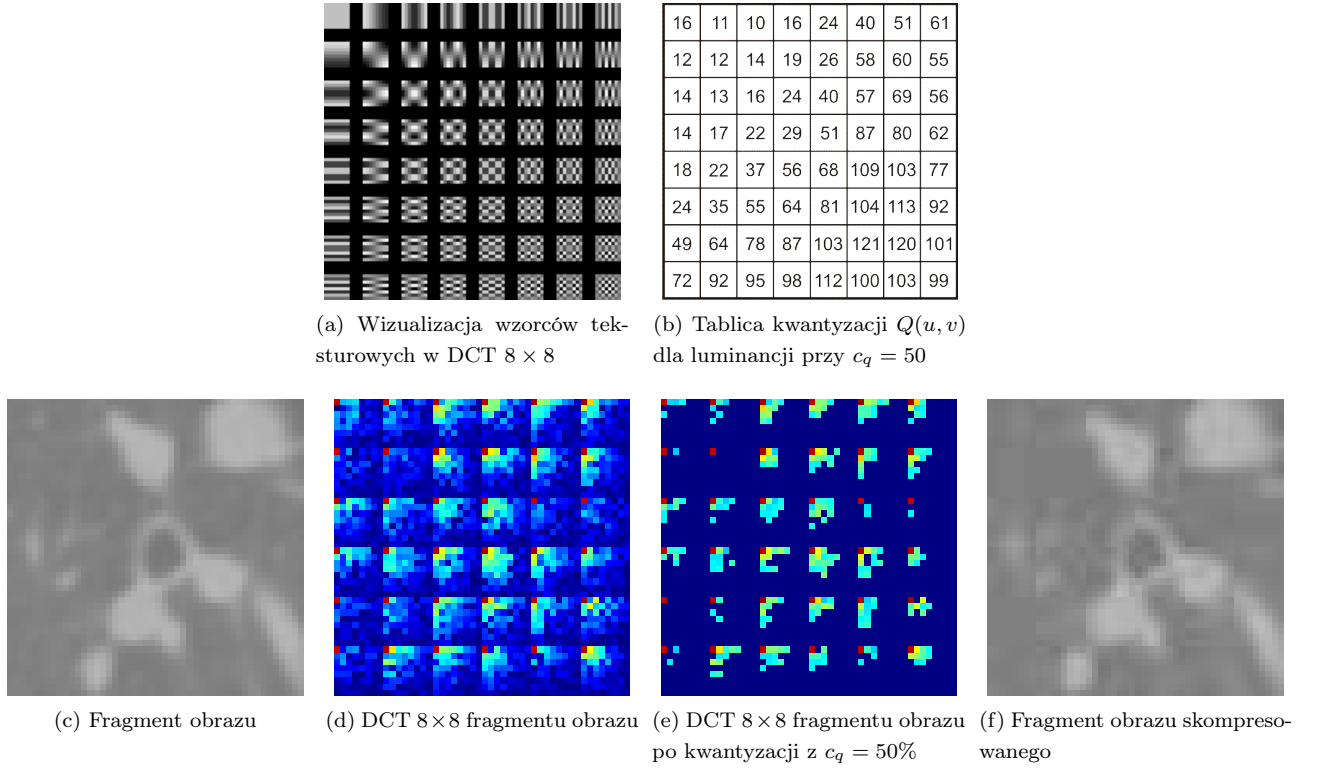 16 11 10 16 24 40 51 61
12 12 14 19 26 58 60 55
14 13 16 24 40 57 69 56
14 17 22 29 51 87 80 62
18 22 37 56 68 109 103 77
24 35 55 64 81 104 113 92
49 64 78 87 103 121 120 101
72 92 95 98 112 100 103 99
(a) Wizualizacja wzorców tek-
sturowych w DCT 8 × 8
(b) Tablica kwantyzacji Q(u, v)
dla luminancji przy c_q = 50
(c) Fragment obrazu
(d) DCT 8×8 fragmentu obrazu
(e) DCT 8×8 fragmentu obrazu
po kwantyzacji z c_q = 50%
(f) Fragment obrazu skompreso-
wanego